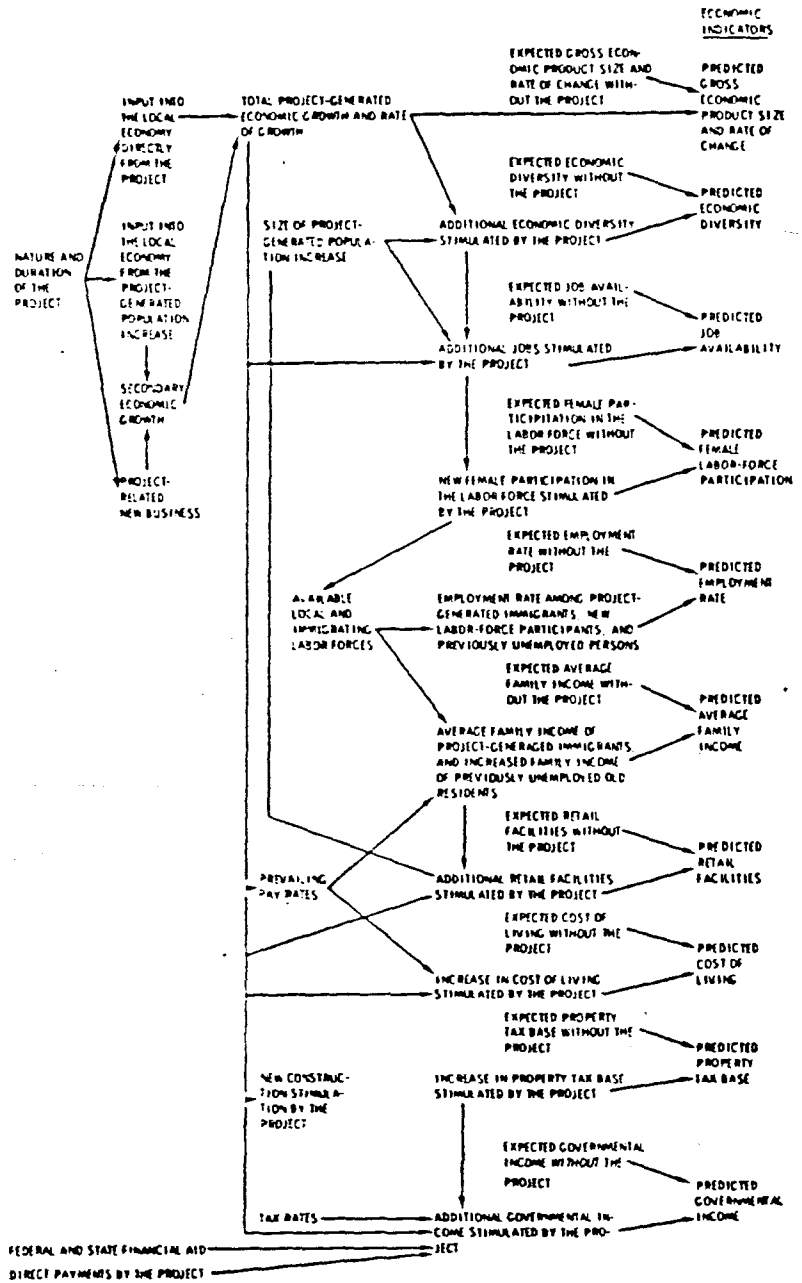 ECONOMIC
INDICATORS
EXPECTED GROSS ECON-
OMIC PRODUCT SIZE AND
RATE OF CHANGE WITH-
OUT THE PROJECT
PREDICTED
GROSS
ECONOMIC
PRODUCT SIZE
AND RATE OF
CHANGE
INPUT INTO
THE LOCAL
ECONOMY
DIRECTLY
FROM THE
PROJECT
TOTAL PROJECT-GENERATED
ECONOMIC GROWTH AND RATE
OF GROWTH
EXPECTED ECONOMIC
DIVERSITY WITHOUT
THE PROJECT
PREDICTED
ECONOMIC
DIVERSITY
INPUT INTO
THE LOCAL
ECONOMY
FROM THE
PROJECT-
GENERATED
POPULATION
INCREASE
SIZE OF PROJECT-
GENERATED POPULA-
TION INCREASE
ADDITIONAL ECONOMIC DIVERSITY
STIMULATED BY THE PROJECT
NATURE AND
DURATION
OF THE
PROJECT
EXPECTED JOB AVAIL-
ABILITY WITHOUT THE
PROJECT
PREDICTED
JOB
AVAILABILITY
ADDITIONAL JOBS STIMULATED
BY THE PROJECT
SECONDARY
ECONOMIC
GROWTH
EXPECTED FEMALE PAR-
TICIPITATION IN THE
LABOR FORCE WITHOUT
THE PROJECT
PREDICTED
FEMALE
LABOR-FORCE
PARTICIPATION
PROJECT-
RELATED
NEW BUSINESS
NEW FEMALE PARTICIPATION IN
THE LABOR FORCE STIMULATED
BY THE PROJECT
EXPECTED EMPLOYMENT
RATE WITHOUT THE
PROJECT
PREDICTED
EMPLOYMENT
RATE
AVAILABLE
LOCAL AND
IMMIGRATING
LABOR FORCES
EMPLOYMENT RATE AMONG PROJECT-
GENERATED IMMIGRANTS, NEW
LABOR-FORCE PARTICIPANTS, AND
PREVIOUSLY UNEMPLOYED PERSONS
EXPECTED AVERAGE
FAMILY INCOME WITH-
OUT THE PROJECT
PREDICTED
AVERAGE
FAMILY
INCOME
AVERAGE FAMILY INCOME OF
PROJECT-GENERAGED IMMIGRANTS,
AND INCREASED FAMILY INCOME
OF PREVIOUSLY UNEMPLOYED OLD
RESIDENTS
EXPECTED RETAIL
FACILITIES WITHOUT
THE PROJECT
PREDICTED
RETAIL
FACILITIES
PREVAILING
PAY RATES
ADDITIONAL RETAIL FACILITIES
STIMULATED BY THE PROJECT
EXPECTED COST OF
LIVING WITHOUT THE
PROJECT
PREDICTED
COST OF
LIVING
INCREASE IN COST OF LIVING
STIMULATED BY THE PROJECT
EXPECTED PROPERTY
TAX BASE WITHOUT THE
PROJECT
PREDICTED
PROPERTY
TAX BASE
NEW CONSTRUC-
TION STIMULA-
TION BY THE
PROJECT
INCREASE IN PROPERTY TAX BASE
STIMULATED BY THE PROJECT
EXPECTED GOVERNMENTAL
INCOME WITHOUT THE
PROJECT
PREDICTED
GOVERNMENTAL
INCOME
TAX RATES
ADDITIONAL GOVERNMENTAL IN-
COME STIMULATED BY THE PRO-
JECT
FEDERAL AND STATE FINANCIAL AID
DIRECT PAYMENTS BY THE PROJECT